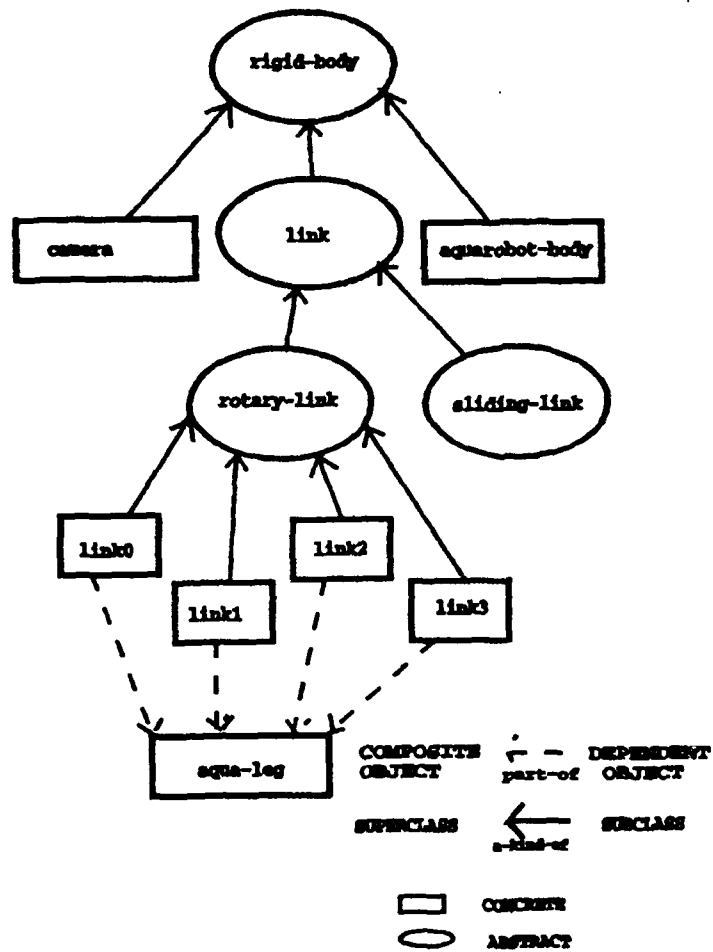 rigid-body
camera
link
aquarobot-body
rotary-link
sliding-link
link0
link2
link1
link3
aqua-leg
COMPOSITE OBJECT
part-of
DEPENDENT OBJECT
SUPERCLASS
a-kind-of
SUBCLASS
CONCRETE
ABSTRACT